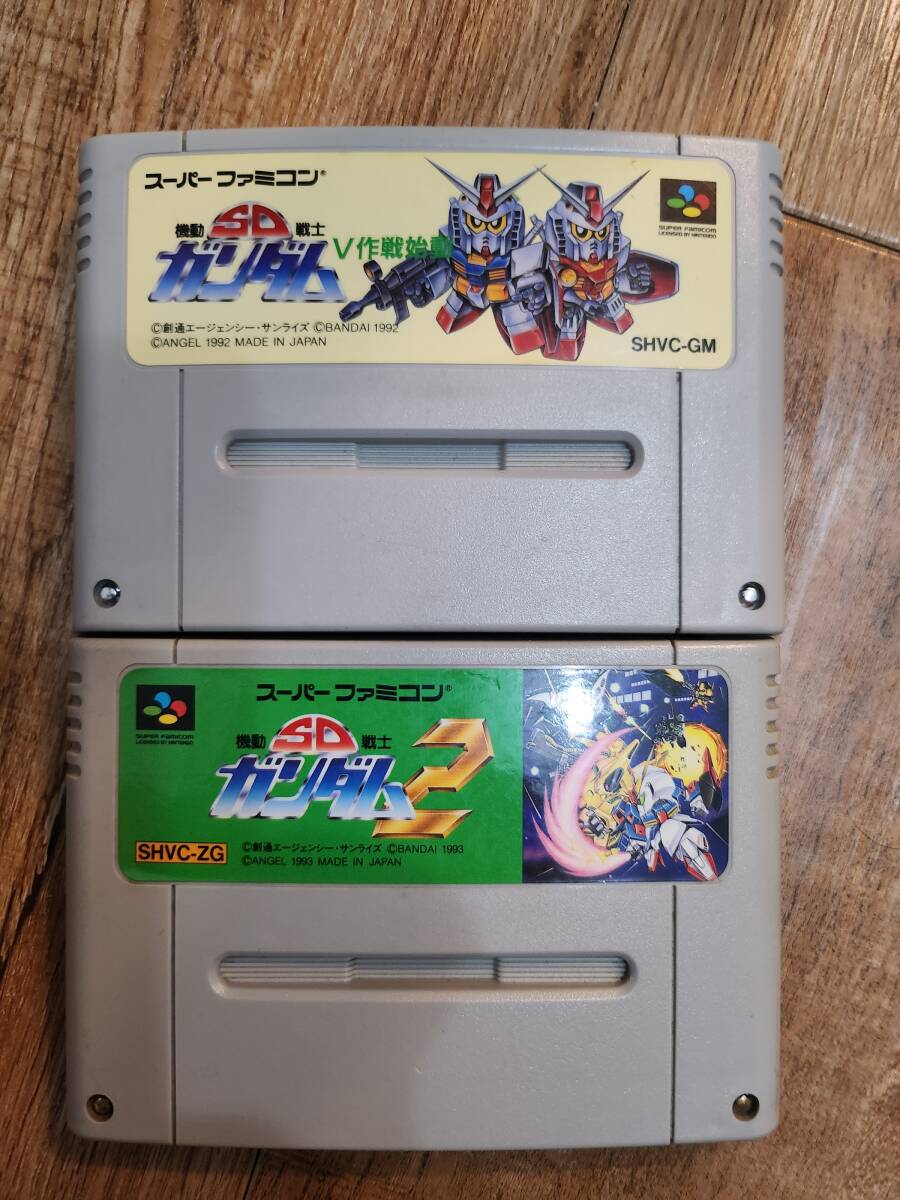 スーパーファミコン®
機動 SD 戦士
ガンダム V作戦始動
©創通エージェンシー・サンライズ ©BANDAI 1992
©ANGEL 1992 MADE IN JAPAN
SUPER FAMICOM
LICENSED BY NINTENDO
SHVC-GM
SUPER FAMICOM
LICENSED BY NINTENDO
スーパーファミコン®
機動 SD 戦士
ガンダム2
SHVC-ZG
©創通エージェンシー・サンライズ ©BANDAI 1993
©ANGEL 1993 MADE IN JAPAN